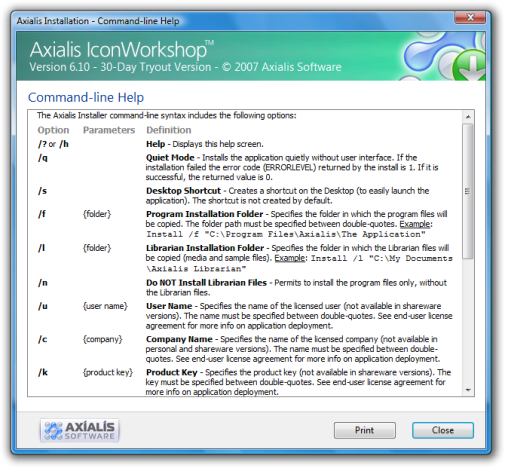 Axialis Installation - Command-line Help
Axialis IconWorkshop™
Version 6.10 - 30-Day Tryout Version - © 2007 Axialis Software
Command-line Help
The Axialis Installer command-line syntax includes the following options:
Option Parameters Definition
/? or /h Help - Displays this help screen.
/q Quiet Mode - Installs the application quietly without user interface. If the
installation failed the error code (ERRORLEVEL) returned by the install is 1. If it is
successful, the returned value is 0.
/s Desktop Shortcut - Creates a shortcut on the Desktop (to easily launch the
application). The shortcut is not created by default.
/f {folder} Program Installation Folder - Specifies the folder in which the program files will
be copied. The folder path must be specified between double-quotes. Example:
Install /f "C:\Program Files\Axialis\The Application"
/l {folder} Librarian Installation Folder - Specifies the folder in which the Librarian files will
be copied (media and sample files). Example: Install /l "C:\My Documents
\Axialis Librarian"
/n Do NOT Install Librarian Files - Permits to install the program files only, without
the Librarian files.
/u {user name} User Name - Specifies the name of the licensed user (not available in shareware
versions). The name must be specified between double-quotes. See end-user license
agreement for more info on application deployment.
/c {company} Company Name - Specifies the name of the licensed company (not available in
personal and shareware versions). The name must be specified between double-
quotes. See end-user license agreement for more info on application deployment.
/k {product key} Product Key - Specifies the product key (not available in shareware versions). The
key must be specified between double-quotes. See end-user license agreement for
more info on application deployment.
AXIALIS
SOFTWARE
Print
Close